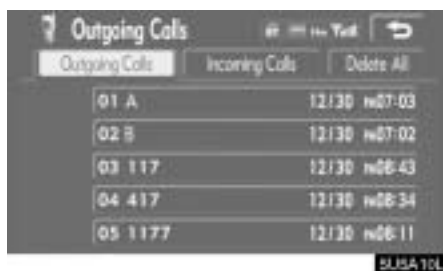 Outgoing Calls
Outgoing Calls Incoming Calls Delete All
01 A 12/30 07:03
02 B 12/30 07:02
03 117 12/30 08:43
04 417 12/30 08:34
05 1177 12/30 08:11